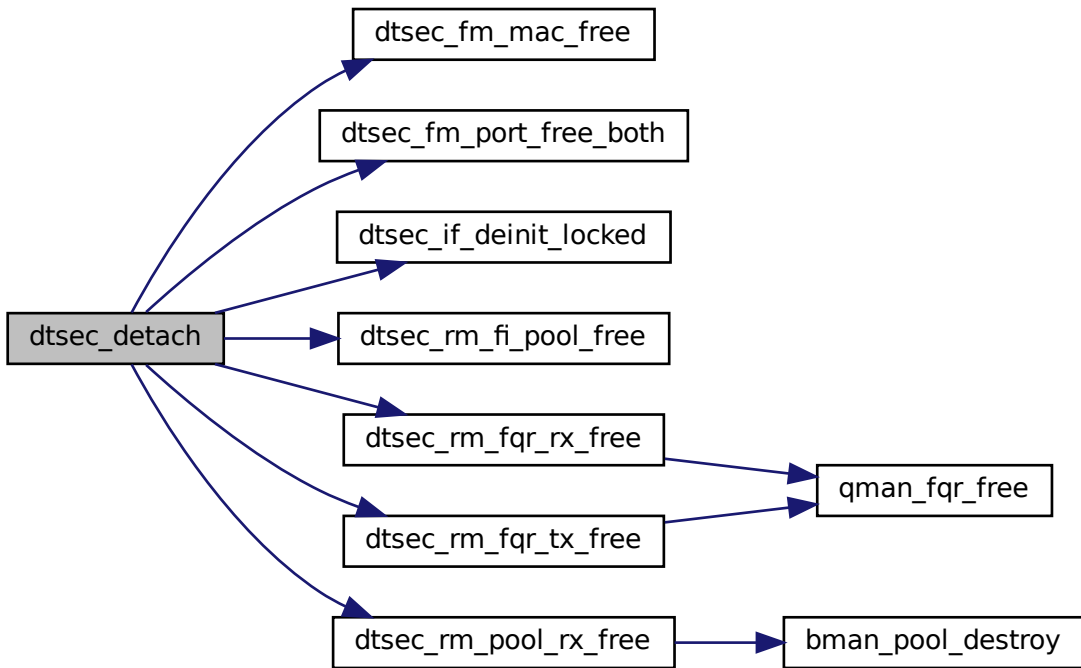 dtsec_fm_mac_free
dtsec_fm_port_free_both
dtsec_if_deinit_locked
dtsec_detach
dtsec_rm_fi_pool_free
dtsec_rm_fqr_rx_free
qman_fqr_free
dtsec_rm_fqr_tx_free
dtsec_rm_pool_rx_free
bman_pool_destroy